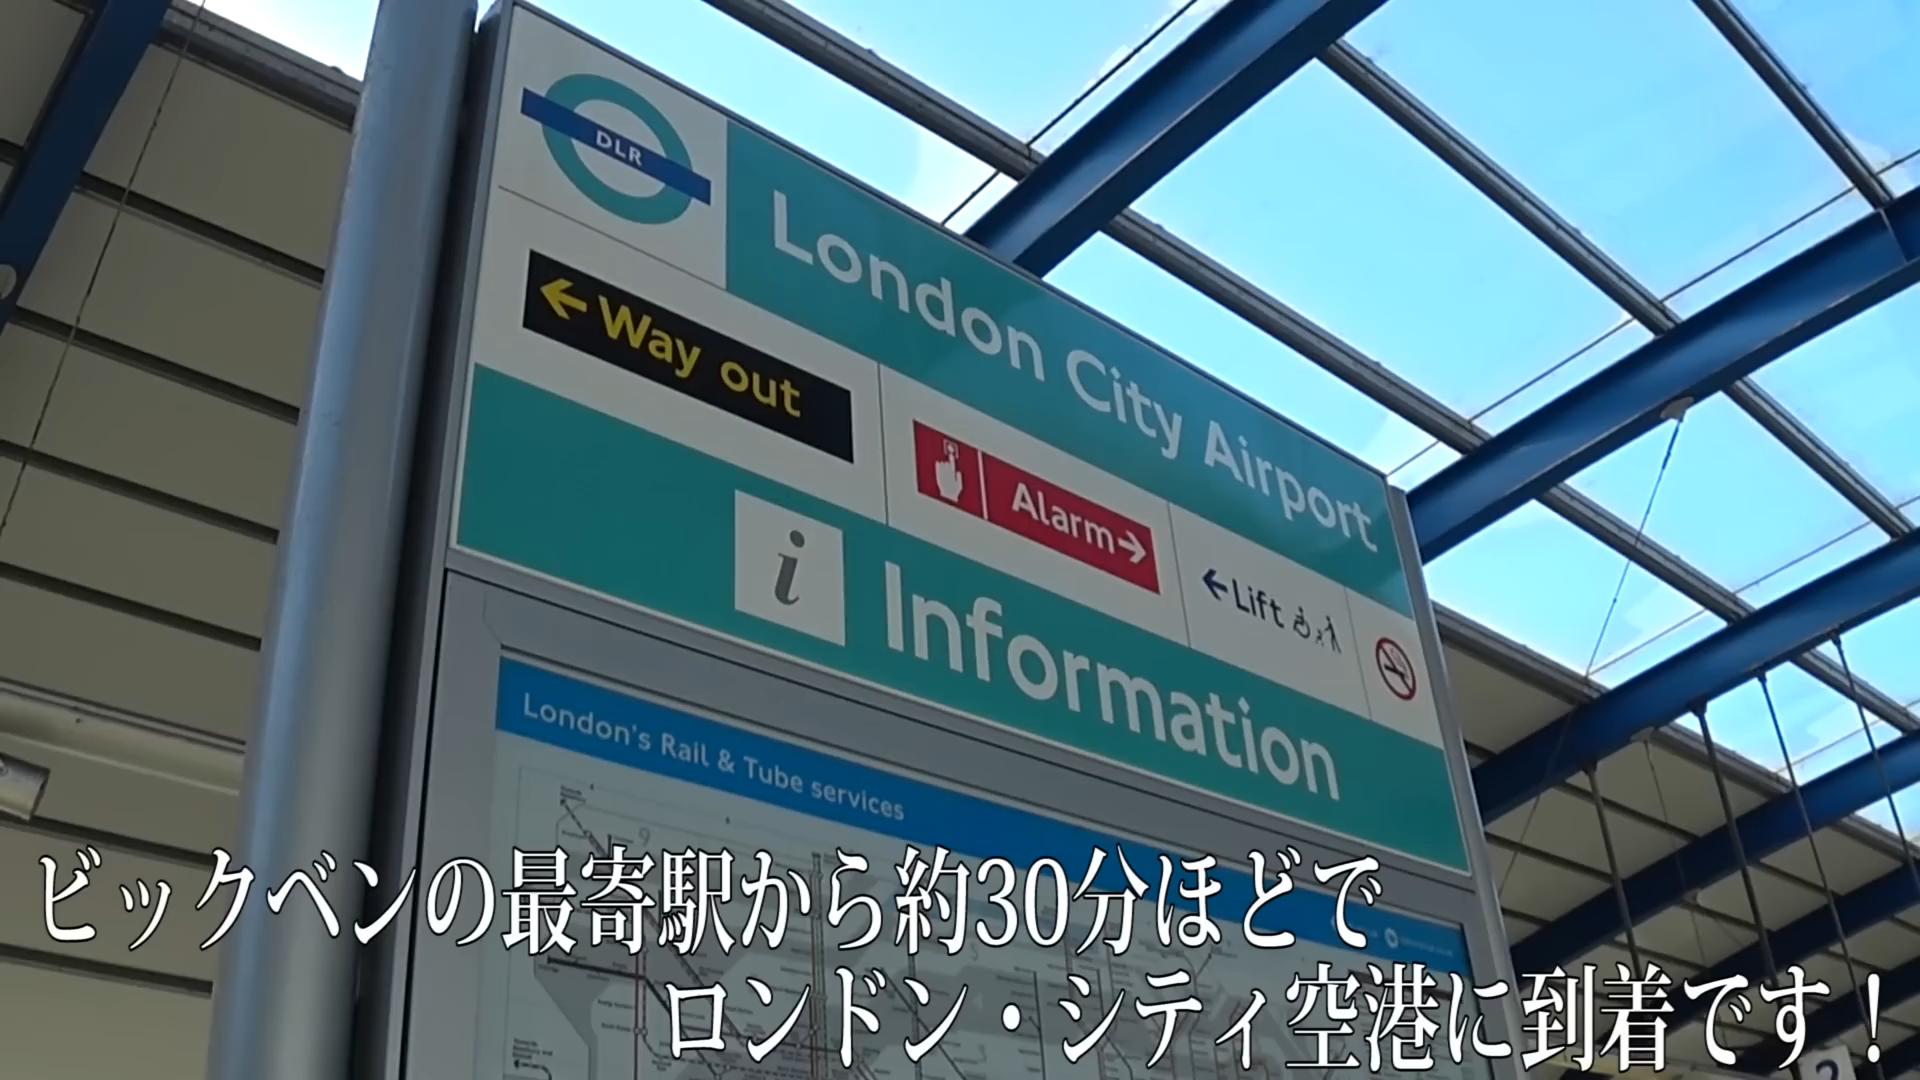 DLR
London City Airport
←Way out
Alarm→
←Lift
i Information
London's Rail & Tube services
ビックベンの最寄駅から約30分ほどで
ロンドン・シティ空港に到着です！
2